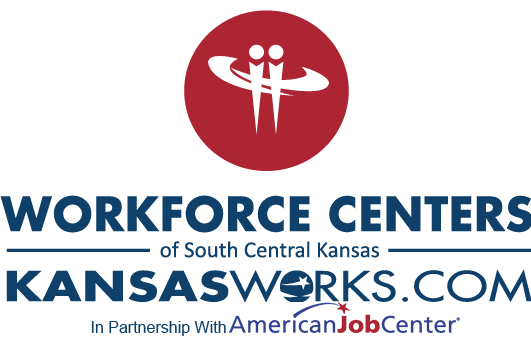 WORKFORCE CENTERS
of South Central Kansas
KANSASWORKS.COM
In Partnership With AmericanJobCenter®